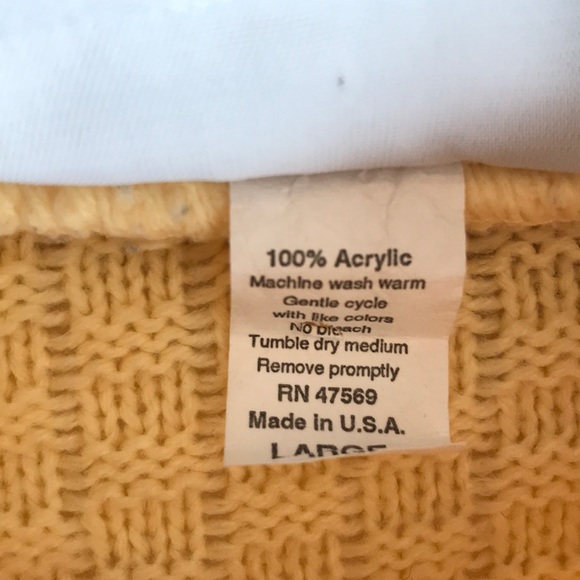 100% Acrylic
Machine wash warm
Gentle cycle
with like colors
No bleach
Tumble dry medium
Remove promptly
RN 47569
Made in U.S.A.
LARGE